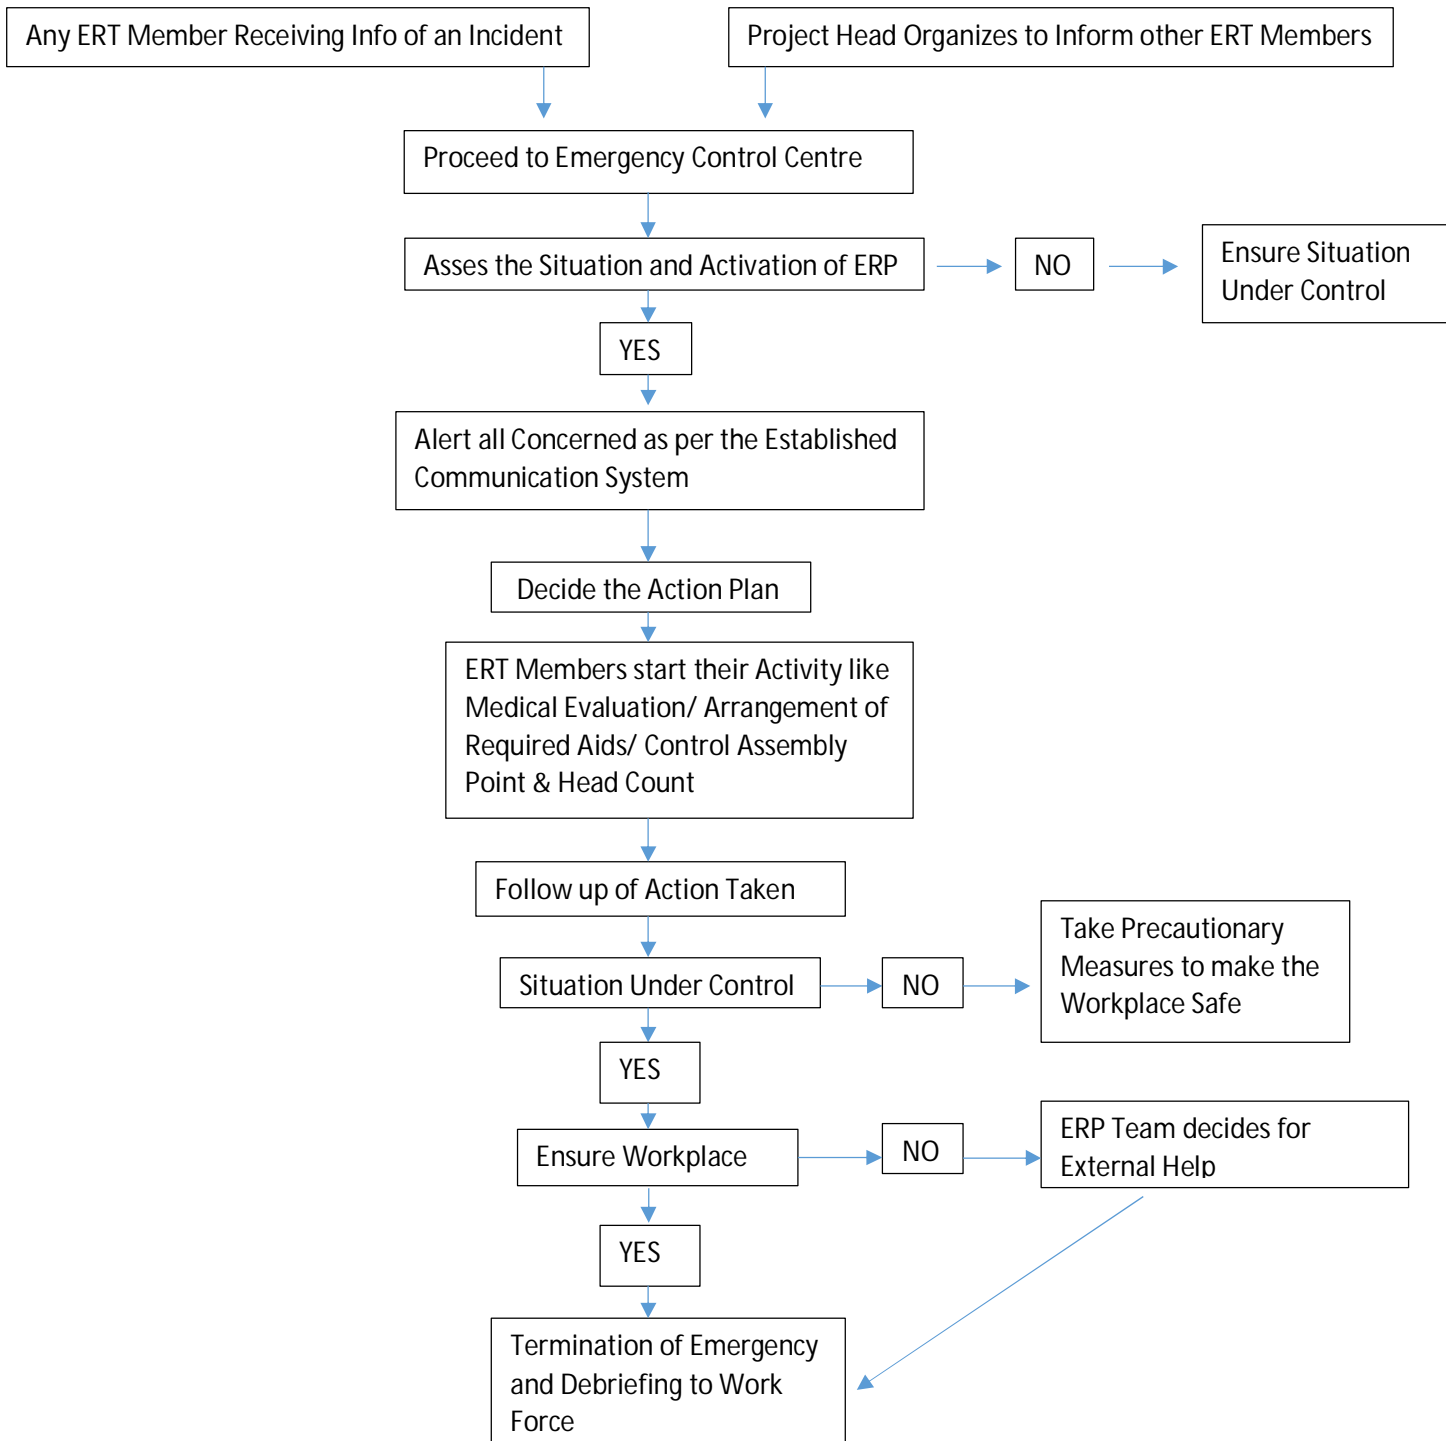 Any ERT Member Receiving Info of an Incident
Project Head Organizes to Inform other ERT Members
Proceed to Emergency Control Centre
Asses the Situation and Activation of ERP
NO
Ensure Situation
Under Control
YES
Alert all Concerned as per the Established
Communication System
Decide the Action Plan
ERT Members start their Activity like
Medical Evaluation/ Arrangement of
Required Aids/ Control Assembly
Point & Head Count
Follow up of Action Taken
Situation Under Control
NO
Take Precautionary
Measures to make the
Workplace Safe
YES
Ensure Workplace
NO
ERP Team decides for
External Help
YES
Termination of Emergency
and Debriefing to Work
Force